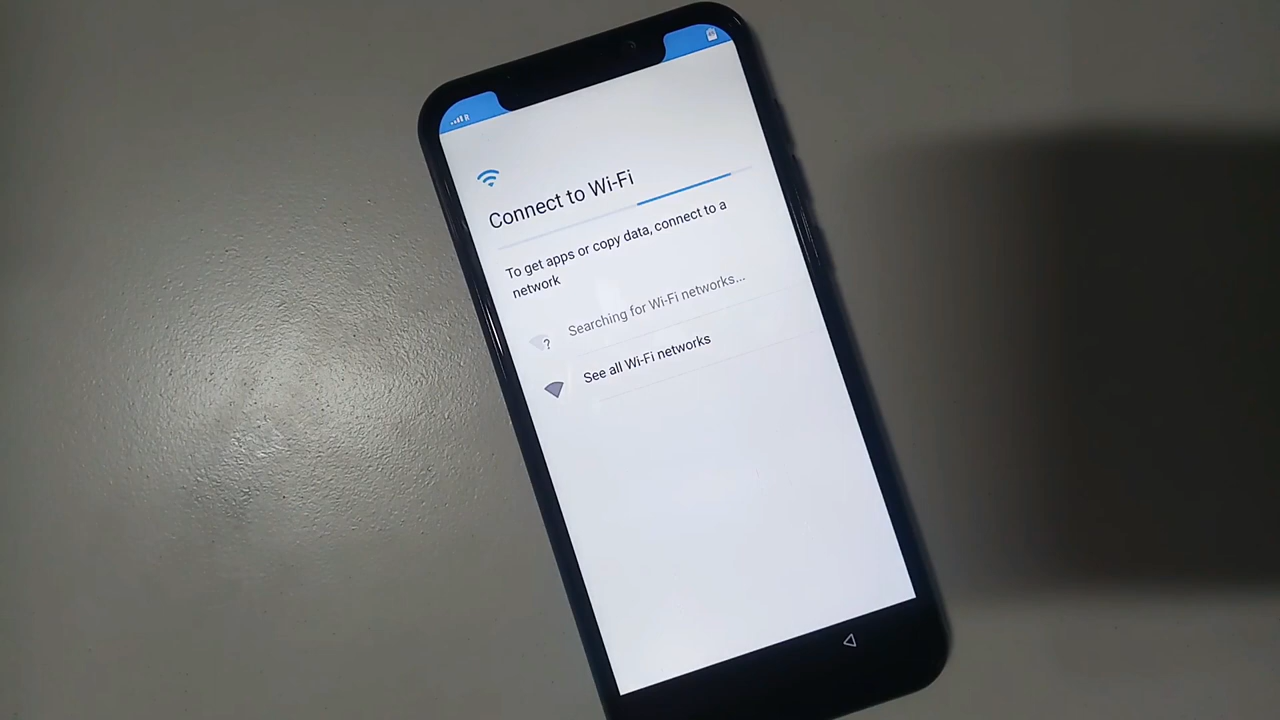 R
Connect to Wi-Fi
To get apps or copy data, connect to a
network
?
Searching for Wi-Fi networks...
See all Wi-Fi networks